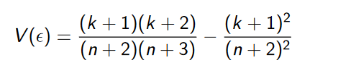 V(ϵ) = (k + 1)(k + 2) / (n + 2)(n + 3) − (k + 1)² / (n + 2)²